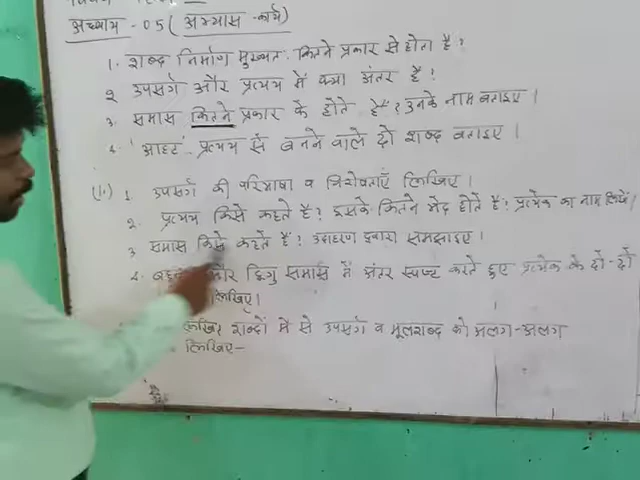 अध्याय - 05 ( अभ्यास - कार्य )
1. शब्द निर्माण मुख्यतः कितने प्रकार से होता है ?
2 उपसर्ग और प्रत्यय में क्या अंतर है ?
3. समास कितने प्रकार के होते हैं ? उनके नाम बताइए ।
4. 'आहट' प्रत्यय से बनने वाले दो शब्द बताइए ।
1. उपसर्ग की परिभाषा व विशेषताएँ लिखिए ।
2. प्रत्यय किसे कहते हैं ? इसके कितने भेद होते हैं ? प्रत्येक का नाम लिखें
3 समास किसे कहते हैं ? उदाहरण द्वारा समझाइए ।
4. और द्विगु समास में अंतर स्पष्ट करते हुए प्रत्येक के दो-दो
लिखिए ।
शब्दों में से उपसर्ग व मूलशब्द को अलग-अलग
लिखिए -